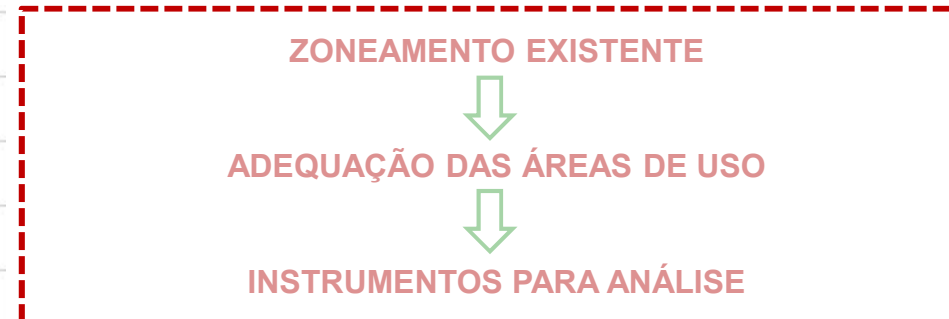 ZONEAMENTO EXISTENTE
ADEQUAÇÃO DAS ÁREAS DE USO
INSTRUMENTOS PARA ANÁLISE